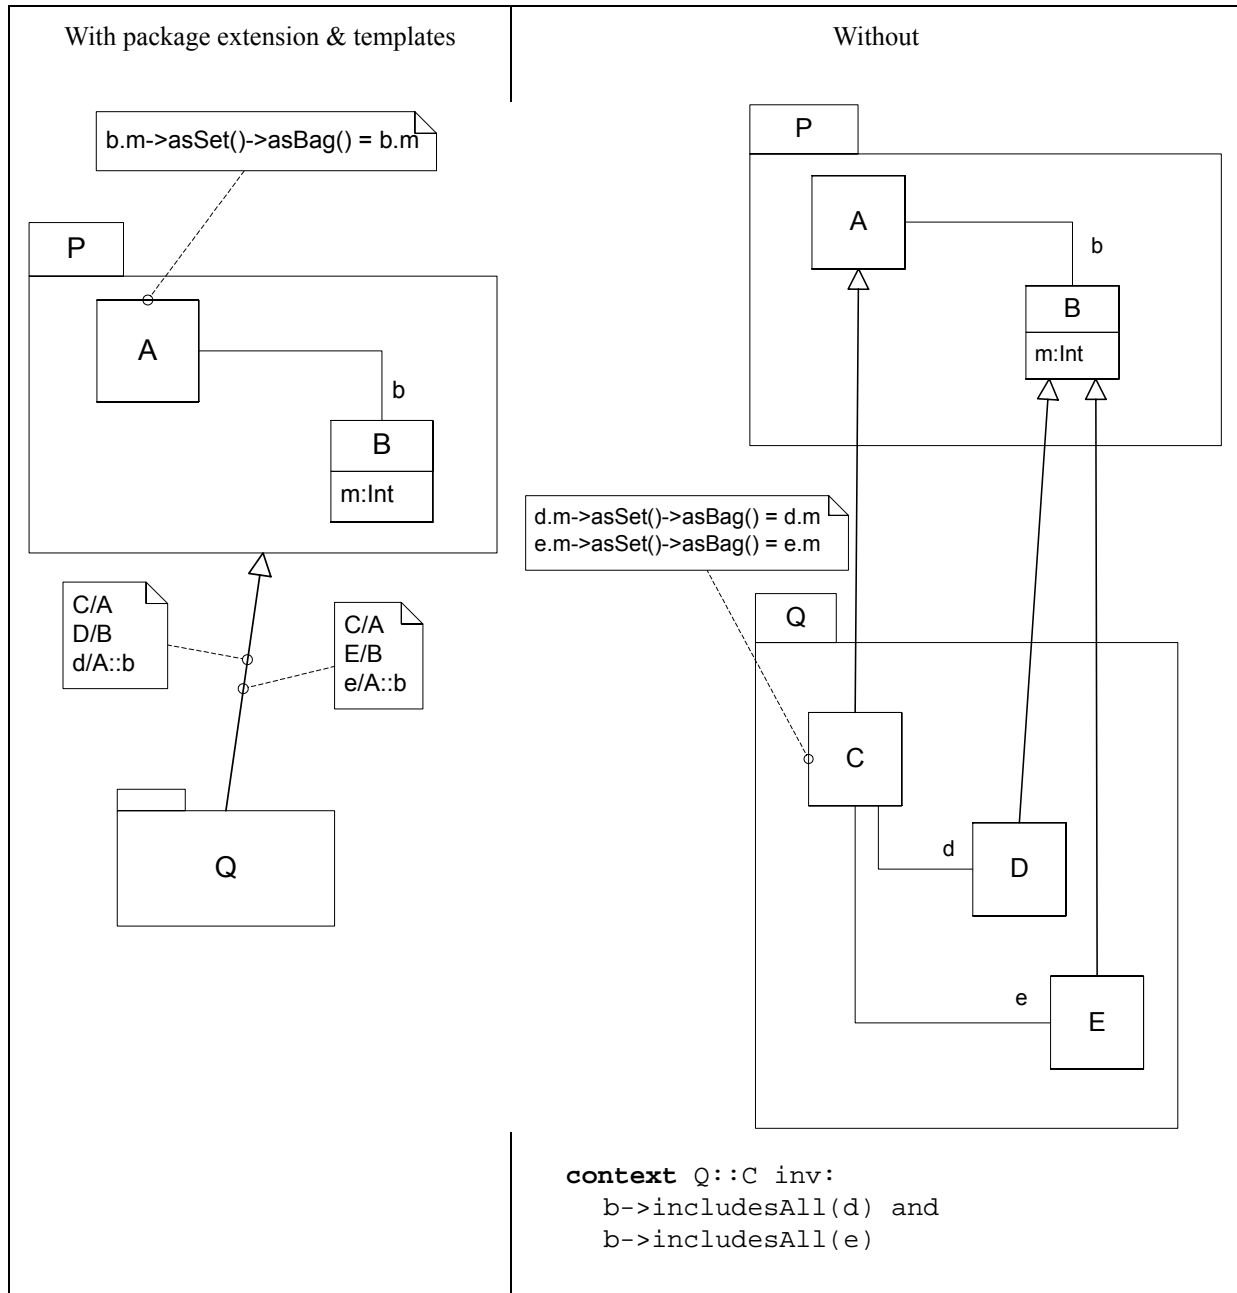 With package extension & templates
b.m->asSet()->asBag() = b.m
P
A
b
B
m:Int
C/A
D/B
d/A::b
C/A
E/B
e/A::b
Q
Without
P
A
b
B
m:Int
d.m->asSet()->asBag() = d.m
e.m->asSet()->asBag() = e.m
Q
C
d
D
e
E
context Q::C inv:
b->includesAll(d) and
b->includesAll(e)